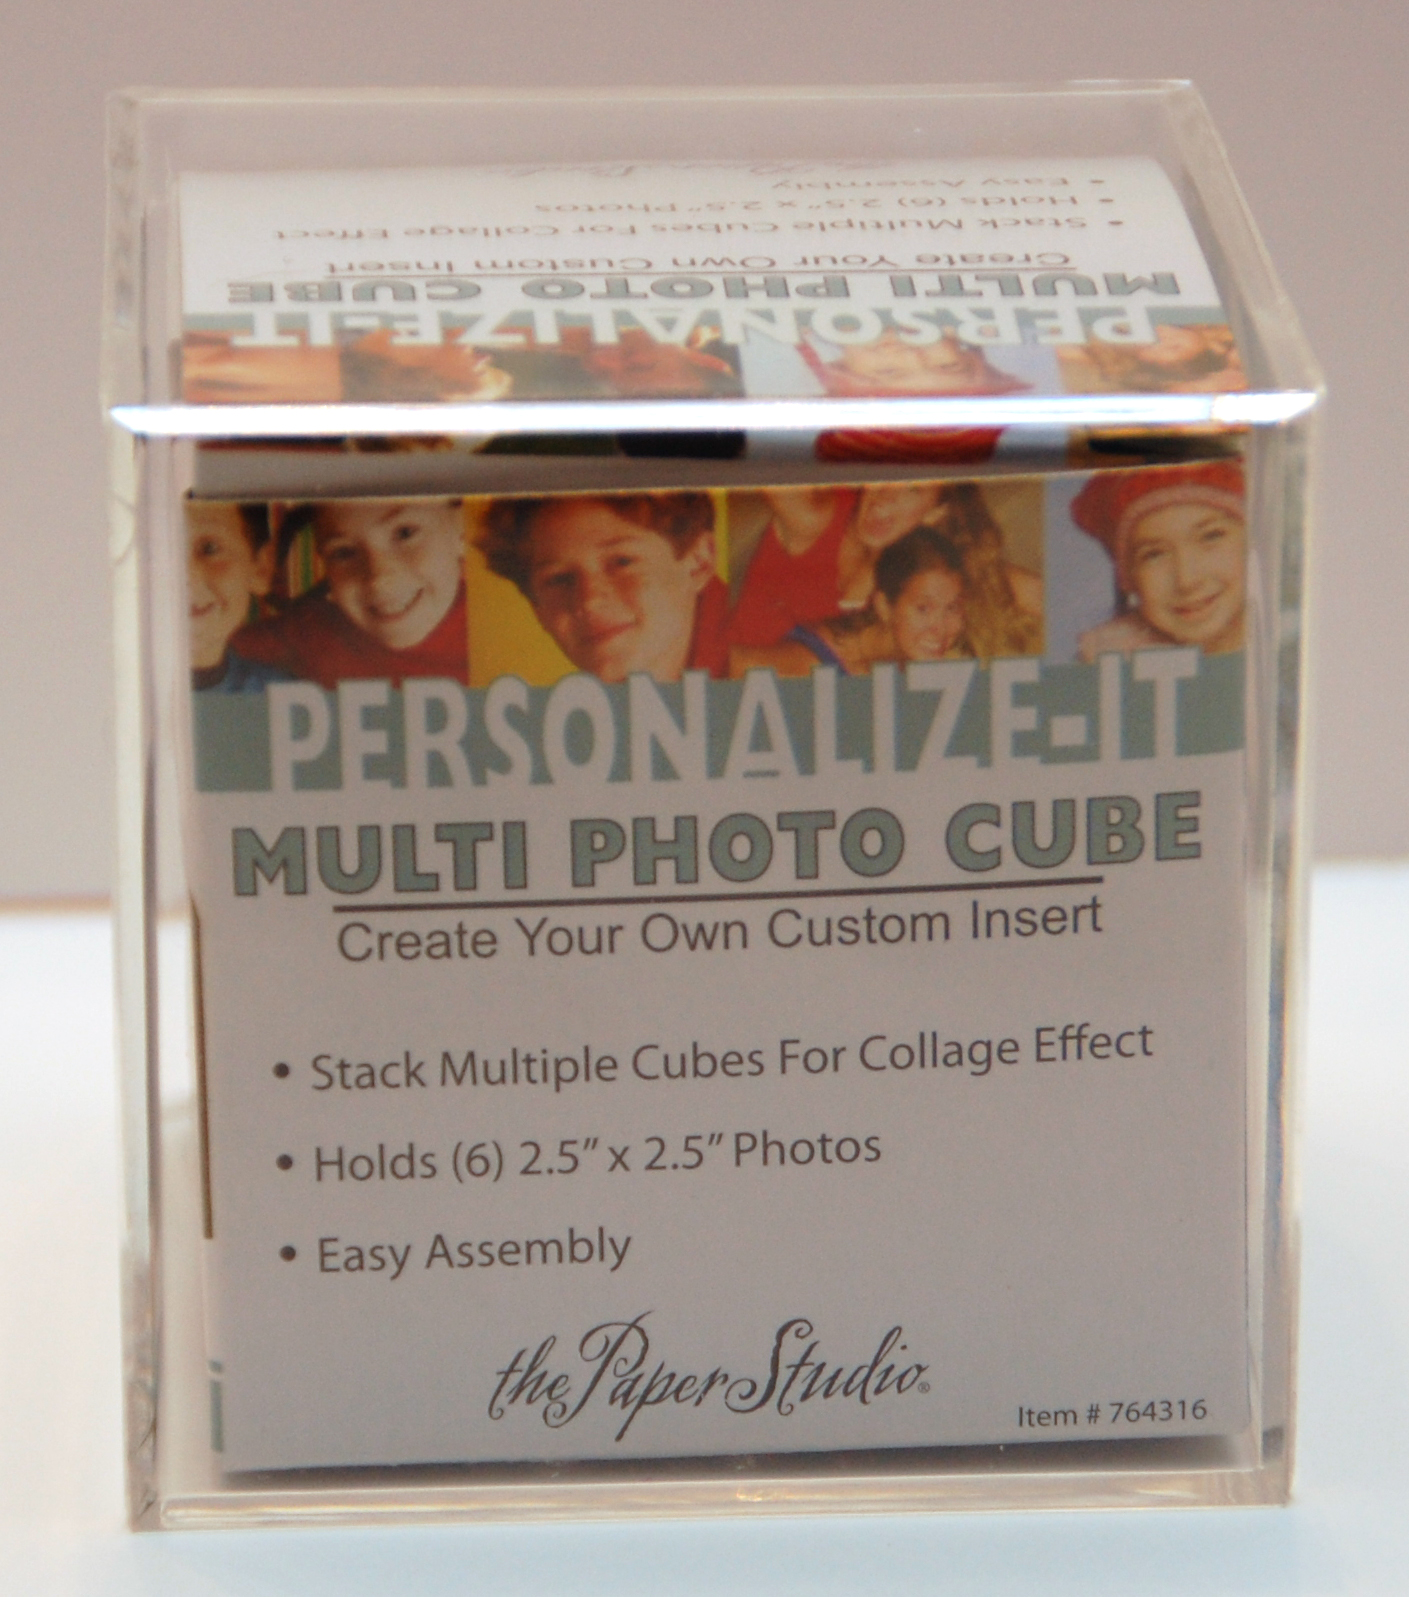 Easy Assembly
Holds (6) 2.5" x 2.5" Photos
• Stack Multiple Cubes For Collage Effect
Create Your Own Custom Insert
MULTI PHOTO CUBE
PERSONALIZE-IT
PERSONALIZE-IT
MULTI PHOTO CUBE
Create Your Own Custom Insert
• Stack Multiple Cubes For Collage Effect
• Holds (6) 2.5" x 2.5" Photos
• Easy Assembly
the Paper Studio®
Item # 764316